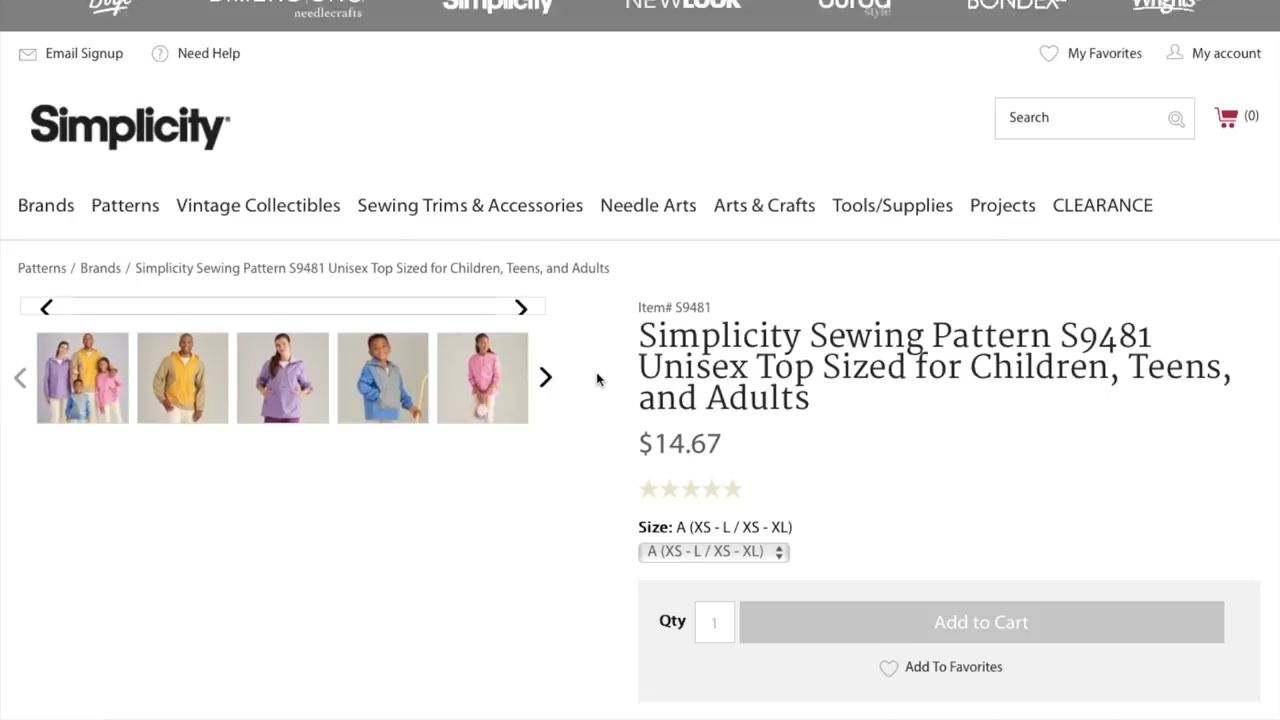 needlecrafts
Simplicity
NEWLOOK
style
BONDEX
Wrights
Email Signup
Need Help
My Favorites
My account
Simplicity
Search
(0)
Brands Patterns Vintage Collectibles Sewing Trims & Accessories Needle Arts Arts & Crafts Tools/Supplies Projects CLEARANCE
Patterns / Brands / Simplicity Sewing Pattern S9481 Unisex Top Sized for Children, Teens, and Adults
Item# S9481
Simplicity Sewing Pattern S9481
Unisex Top Sized for Children, Teens,
and Adults
$14.67
Size: A (XS - L / XS - XL)
A (XS - L / XS - XL)
Qty 1 Add to Cart
Add To Favorites